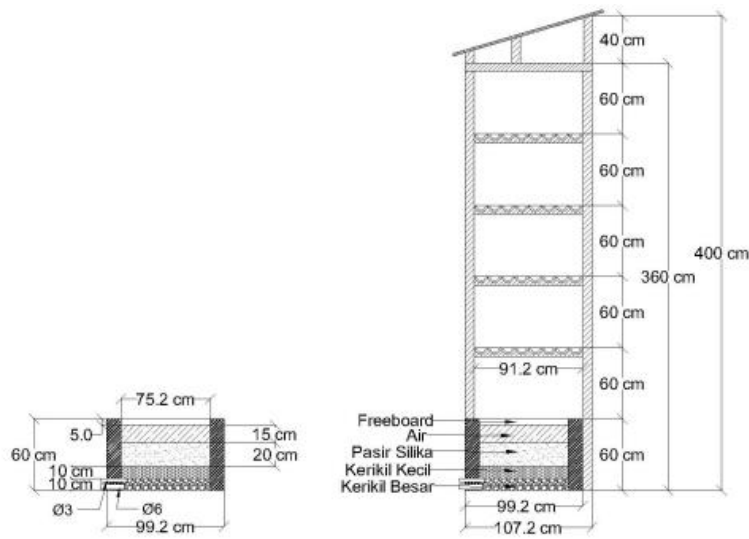 75.2 cm
5.0
15 cm
20 cm
60 cm
10 cm
10 cm
Ø3
Ø6
99.2 cm
40 cm
60 cm
60 cm
60 cm
60 cm
60 cm
60 cm
360 cm
400 cm
91.2 cm
Freeboard
Air
Pasir Silika
Kerikil Kecil
Kerikil Besar
99.2 cm
107.2 cm